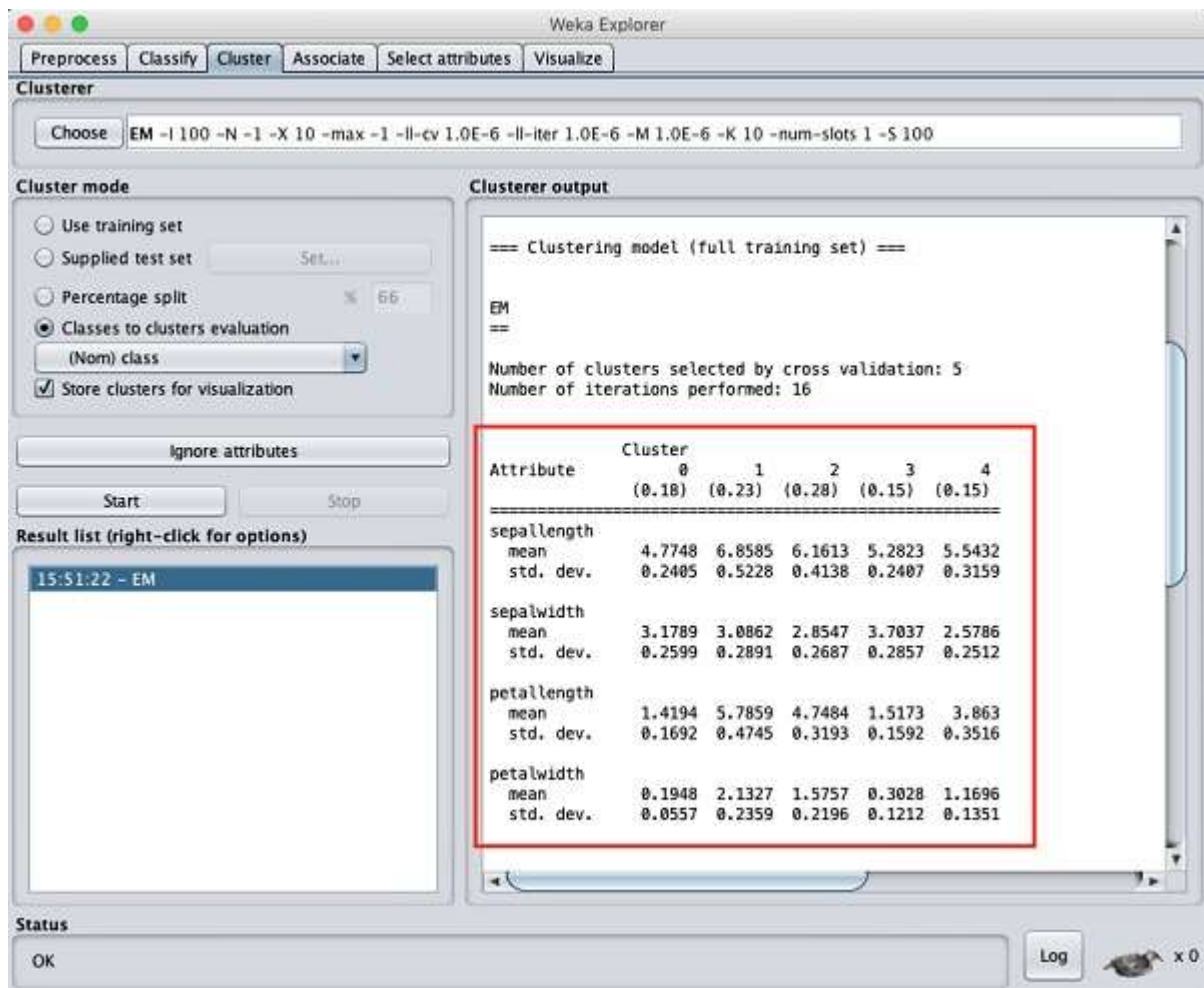 Weka Explorer
Preprocess Classify Cluster Associate Select attributes Visualize
Clusterer
Choose EM -I 100 -N -1 -X 10 -max -1 -ll-cv 1.0E-6 -ll-iter 1.0E-6 -M 1.0E-6 -K 10 -num-slots 1 -S 100
Cluster mode
Use training set
Supplied test set Set...
Percentage split % 66
Classes to clusters evaluation
(Nom) class
Store clusters for visualization
Ignore attributes
Start Stop
Result list (right-click for options)
15:51:22 - EM
Clusterer output
=== Clustering model (full training set) ===
EM
==
Number of clusters selected by cross validation: 5
Number of iterations performed: 16
Cluster
Attribute 0 1 2 3 4
(0.18) (0.23) (0.28) (0.15) (0.15)
======================================================
sepallength
mean 4.7748 6.8585 6.1613 5.2823 5.5432
std. dev. 0.2405 0.5228 0.4138 0.2407 0.3159
sepalwidth
mean 3.1789 3.0862 2.8547 3.7037 2.5786
std. dev. 0.2599 0.2891 0.2687 0.2857 0.2512
petallength
mean 1.4194 5.7859 4.7484 1.5173 3.863
std. dev. 0.1692 0.4745 0.3193 0.1592 0.3516
petalwidth
mean 0.1948 2.1327 1.5757 0.3028 1.1696
std. dev. 0.0557 0.2359 0.2196 0.1212 0.1351
Status
OK
Log x 0